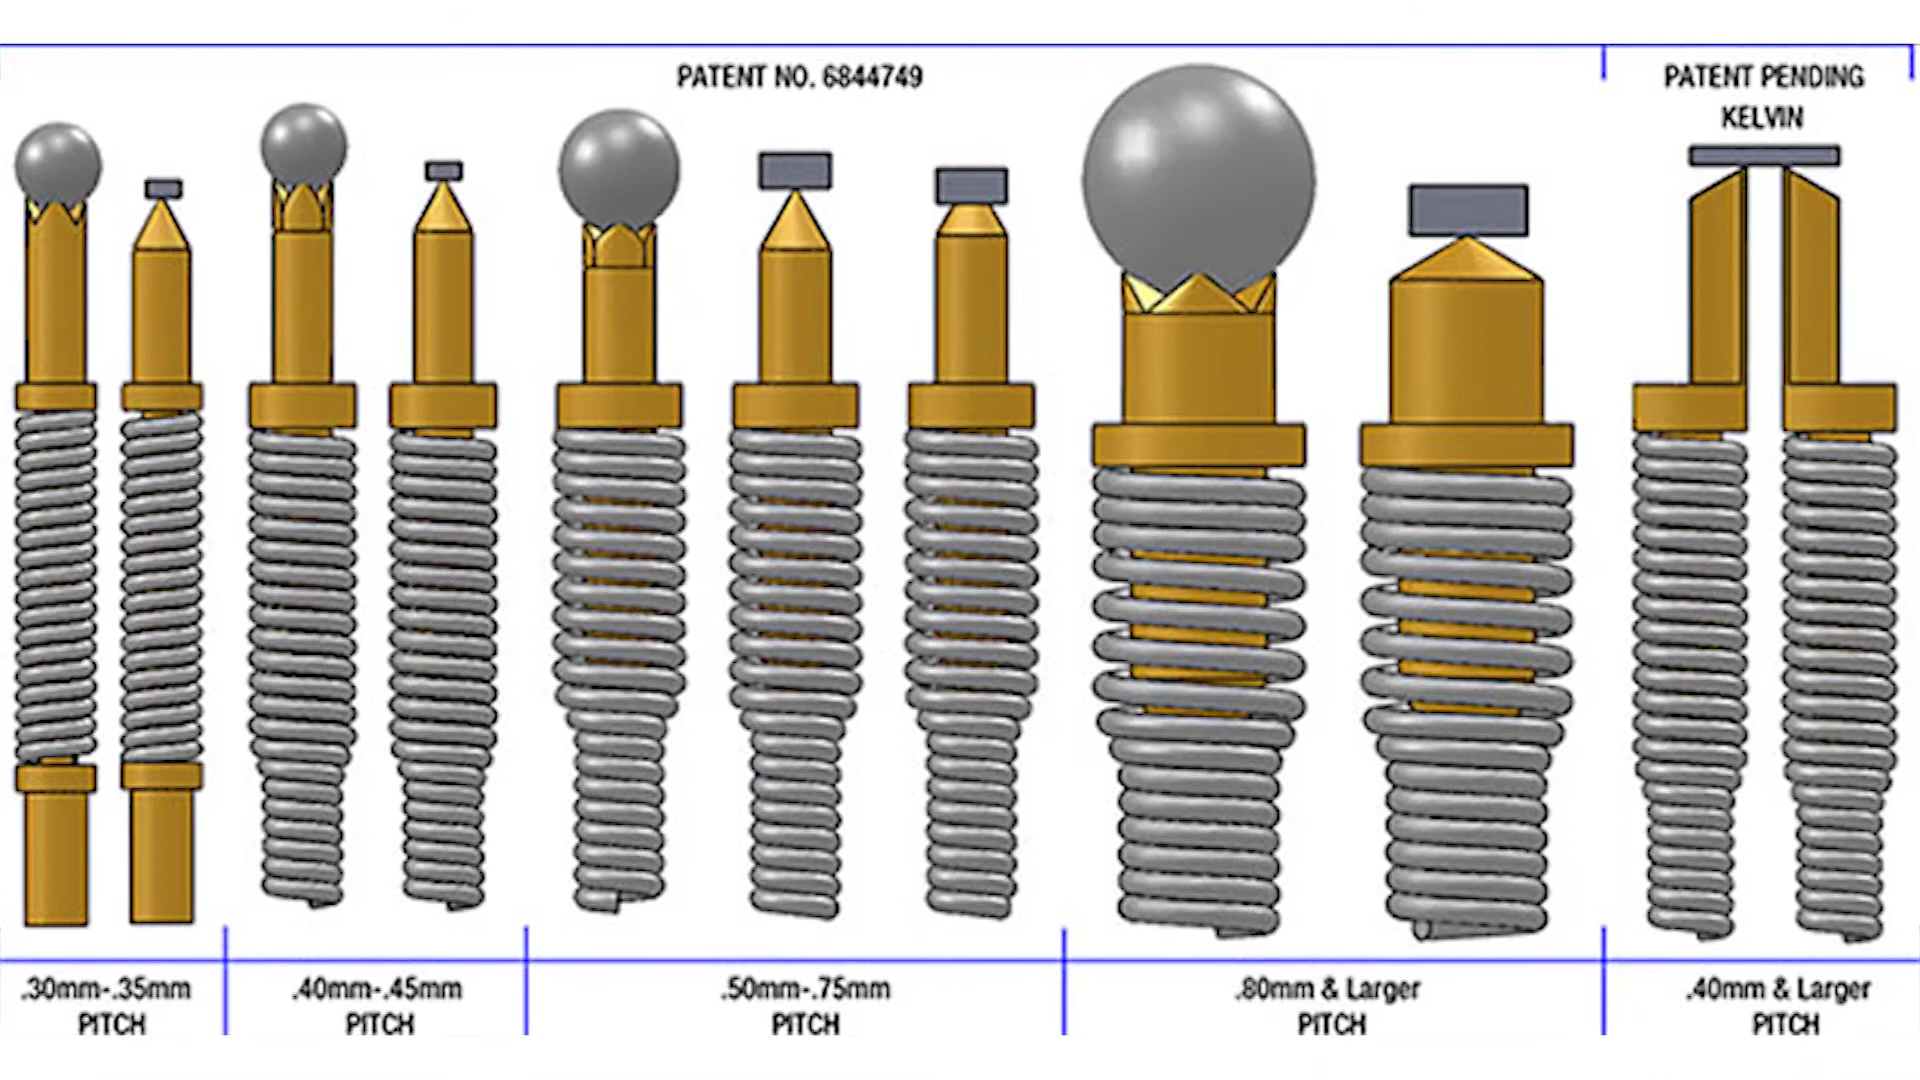 PATENT NO. 6844749
PATENT PENDING
KELVIN
.30mm-.35mm
PITCH
.40mm-.45mm
PITCH
.50mm-.75mm
PITCH
.80mm & Larger
PITCH
.40mm & Larger
PITCH